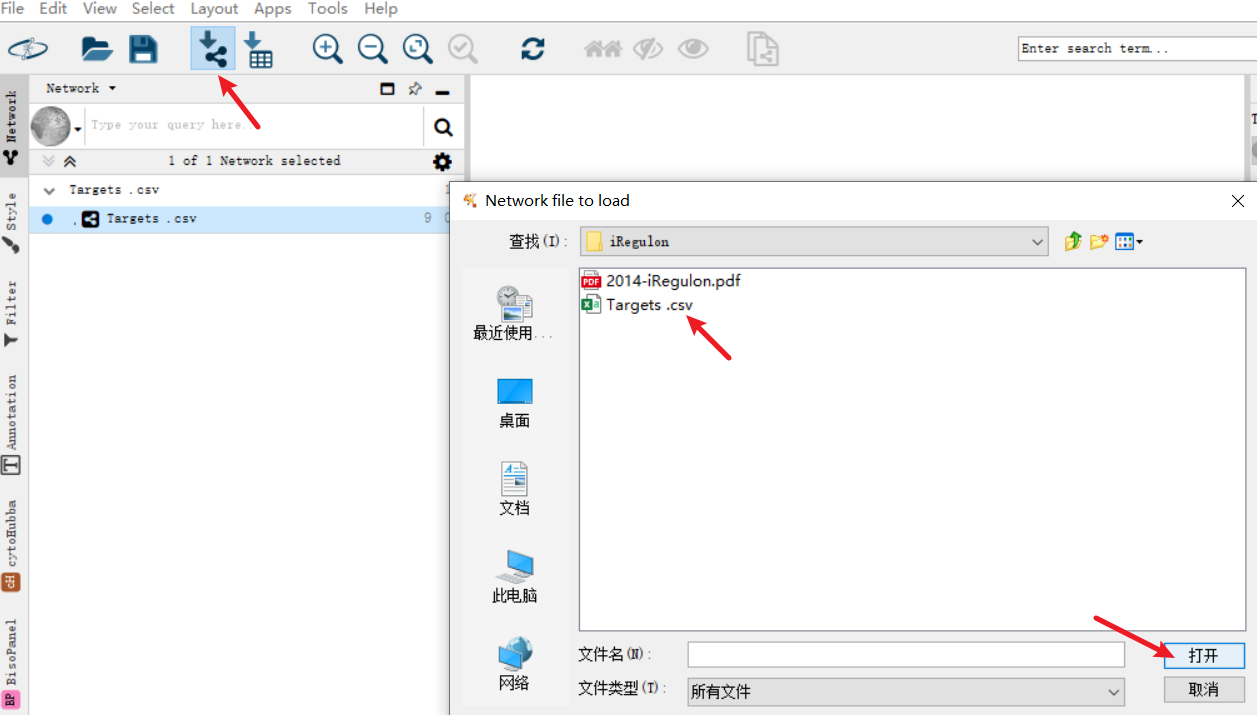 File Edit View Select Layout Apps Tools Help
Enter search term...
Network
Type your query here.
1 of 1 Network selected
Targets .csv
Targets .csv 9
Network
Style
Filter
Annotation
T
cytoHubba
cH
BisoPanel
BP
Network file to load
查找(I):
iRegulon
PDF 2014-iRegulon.pdf
Targets .csv
最近使用...
桌面
文档
此电脑
网络
文件名(N):
打开
文件类型(T):
所有文件
取消